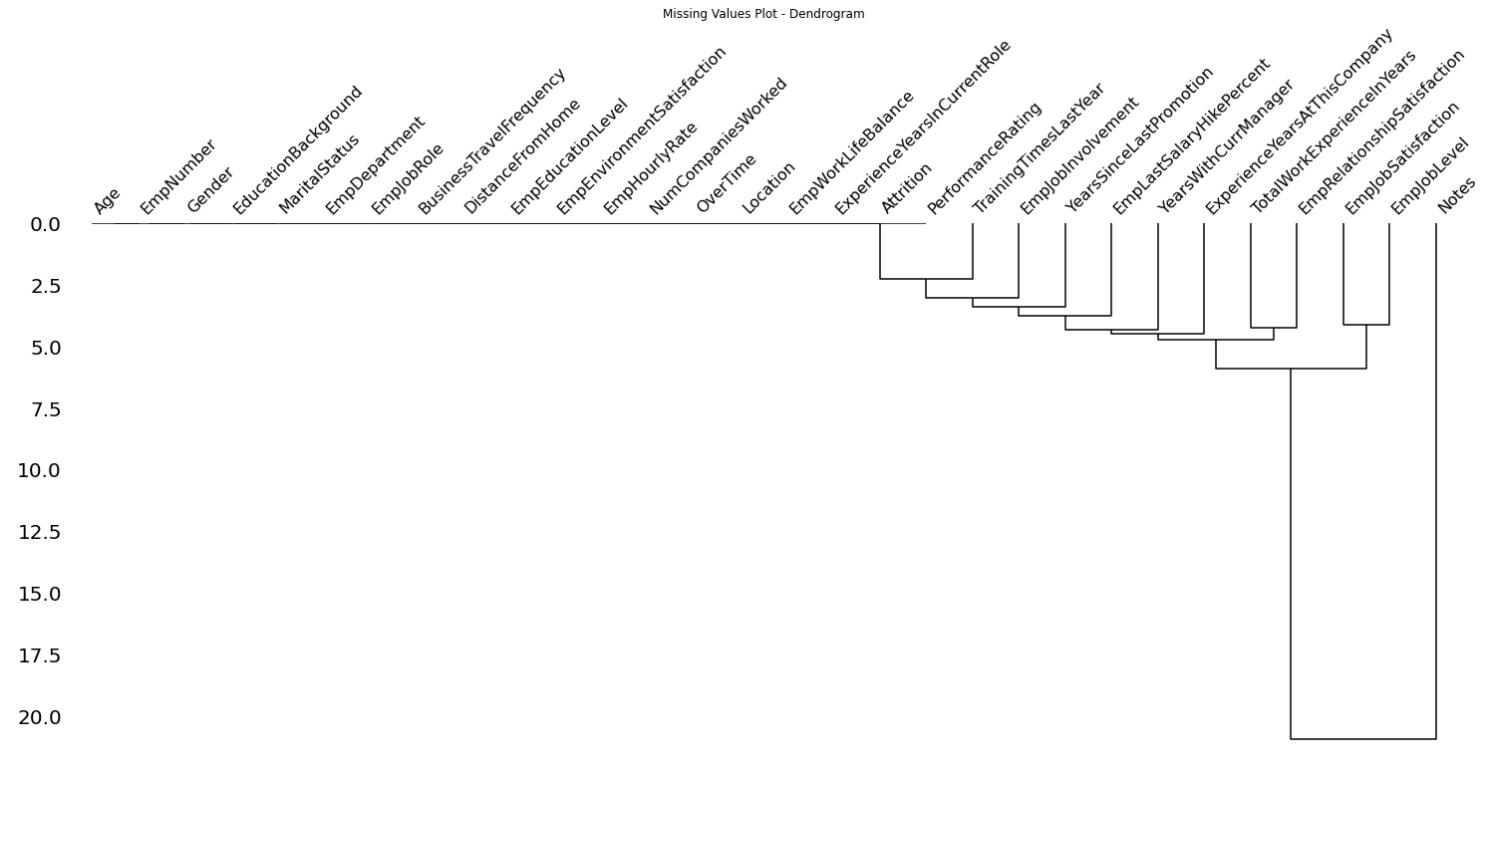 Missing Values Plot - Dendrogram
Age
EmpNumber
Gender
EducationBackground
MaritalStatus
EmpDepartment
EmpJobRole
BusinessTravelFrequency
DistanceFromHome
EmpEducationLevel
EmpEnvironmentSatisfaction
EmpHourlyRate
NumCompaniesWorked
OverTime
Location
EmpWorkLifeBalance
ExperienceYearsInCurrentRole
Attrition
PerformanceRating
TrainingTimesLastYear
EmpJobInvolvement
YearsSinceLastPromotion
EmpLastSalaryHikePercent
YearsWithCurrManager
ExperienceYearsAtThisCompany
TotalWorkExperienceInYears
EmpRelationshipSatisfaction
EmpJobSatisfaction
EmpJobLevel
Notes
0.0
2.5
5.0
7.5
10.0
12.5
15.0
17.5
20.0